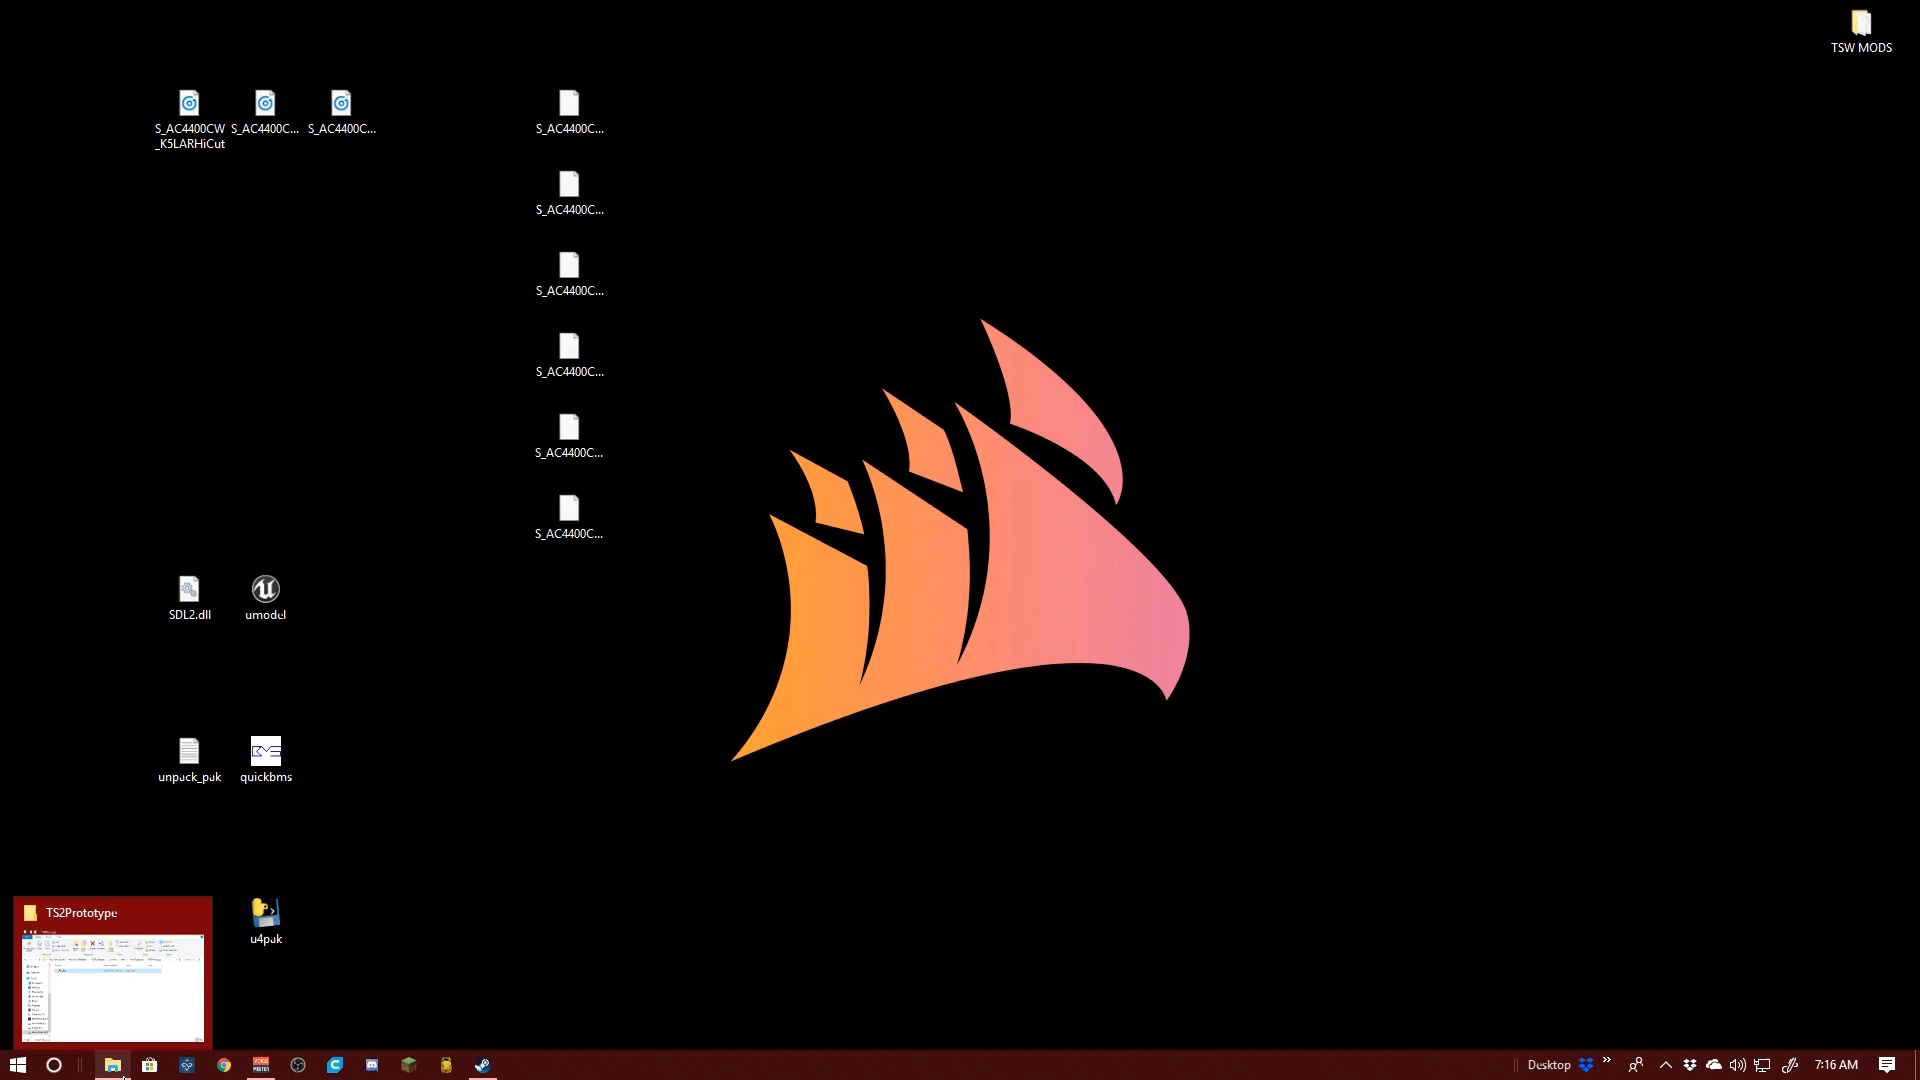 TSW MODS
S_AC4400CW
_K5LARHiCut
S_AC4400C...
S_AC4400C...
S_AC4400C...
S_AC4400C...
S_AC4400C...
S_AC4400C...
S_AC4400C...
S_AC4400C...
SDL2.dll
umodel
unpack_pak
quickbms
TS2Prototype
u4pak
Desktop
7:16 AM